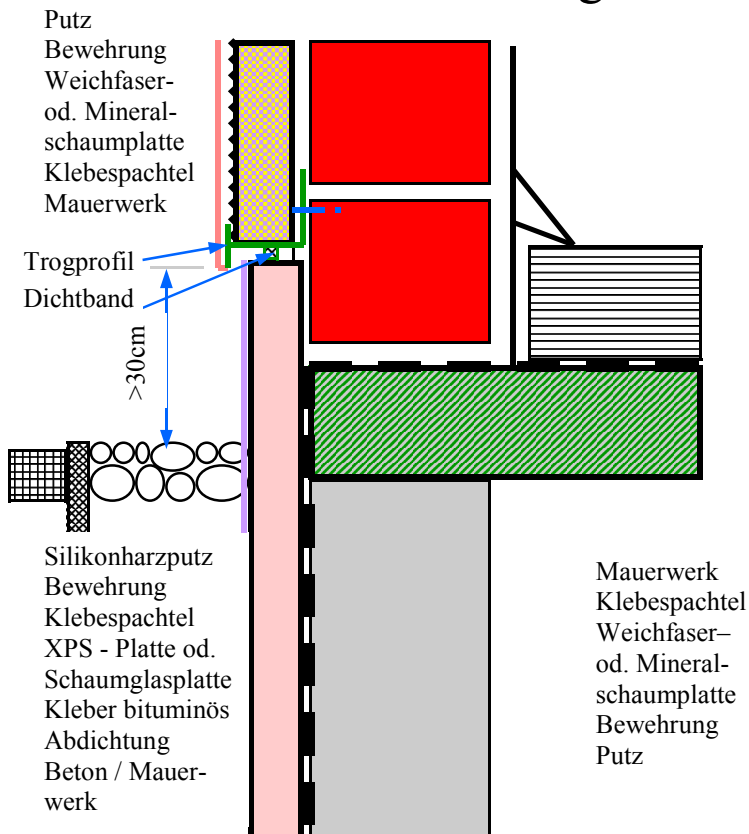 Putz
Bewehrung
Weichfaser-
od. Mineral-
schaumplatte
Klebespachtel
Mauerwerk
Trogprofil
Dichtband
>30cm
Silikonharzputz
Bewehrung
Klebespachtel
XPS - Platte od.
Schaumglasplatte
Kleber bituminös
Abdichtung
Beton / Mauer-
werk
Mauerwerk
Klebespachtel
Weichfaser–
od. Mineral-
schaumplatte
Bewehrung
Putz